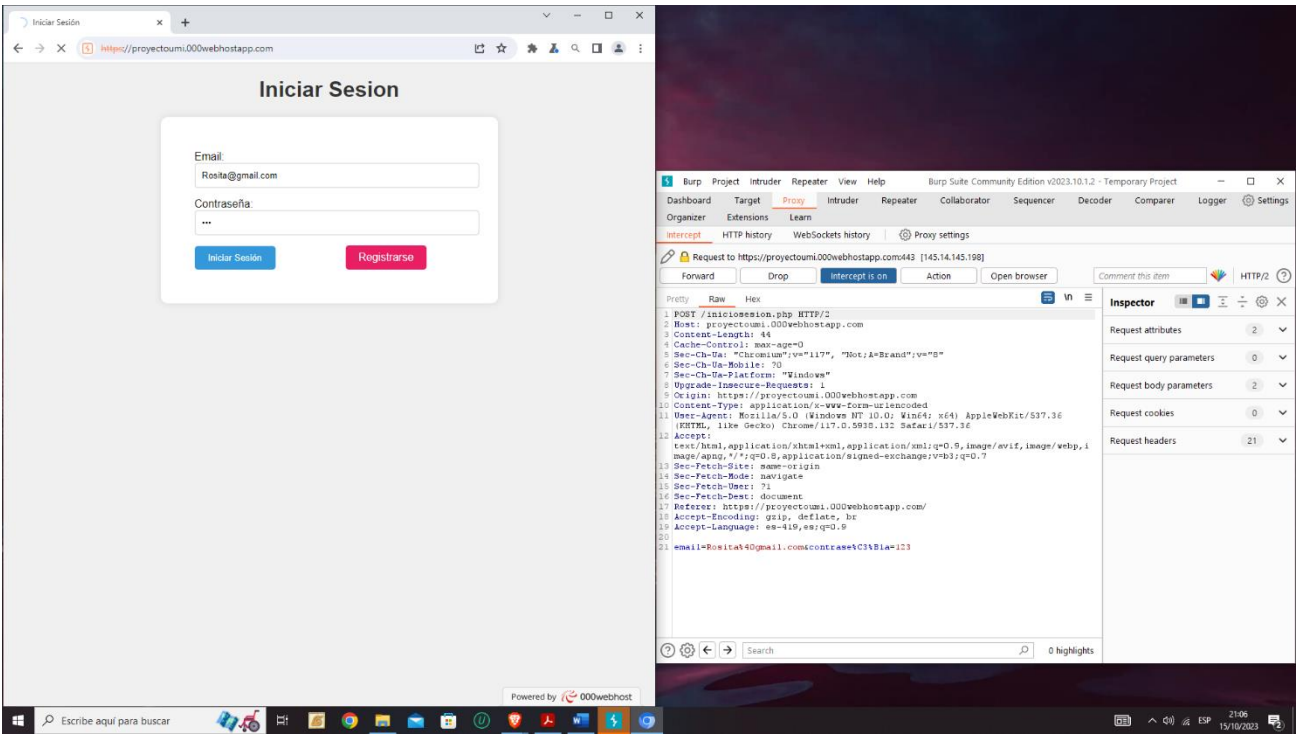 Iniciar Sesión
https://proyectoumi.000webhostapp.com
Iniciar Sesion
Email:
Rosita@gmail.com
Contraseña:
•••
Iniciar Sesión Registrarse
Powered by 000webhost
Burp Project Intruder Repeater View Help Burp Suite Community Edition v2023.10.1.2 - Temporary Project
Dashboard Target Proxy Intruder Repeater Collaborator Sequencer Decoder Comparer Logger Settings
Organizer Extensions Learn
Intercept HTTP history WebSockets history Proxy settings
Request to https://proyectoumi.000webhostapp.com:443 [145.14.145.198]
Forward Drop Intercept is on Action Open browser Comment this item HTTP/2
Pretty Raw Hex \n
1 POST /iniciosesion.php HTTP/2
2 Host: proyectoumi.000webhostapp.com
3 Content-Length: 44
4 Cache-Control: max-age=0
5 Sec-Ch-Ua: "Chromium";v="117", "Not;A=Brand";v="8"
6 Sec-Ch-Ua-Mobile: ?0
7 Sec-Ch-Ua-Platform: "Windows"
8 Upgrade-Insecure-Requests: 1
9 Origin: https://proyectoumi.000webhostapp.com
10 Content-Type: application/x-www-form-urlencoded
11 User-Agent: Mozilla/5.0 (Windows NT 10.0; Win64; x64) AppleWebKit/537.36
(KHTML, like Gecko) Chrome/117.0.5938.132 Safari/537.36
12 Accept:
text/html,application/xhtml+xml,application/xml;q=0.9,image/avif,image/webp,i
mage/apng,*/*;q=0.8,application/signed-exchange;v=b3;q=0.7
13 Sec-Fetch-Site: same-origin
14 Sec-Fetch-Mode: navigate
15 Sec-Fetch-User: ?1
16 Sec-Fetch-Dest: document
17 Referer: https://proyectoumi.000webhostapp.com/
18 Accept-Encoding: gzip, deflate, br
19 Accept-Language: es-419,es;q=0.9
20
21 email=Rosita%40gmail.com&contrase%C3%B1a=123
Inspector
Request attributes 2
Request query parameters 0
Request body parameters 2
Request cookies 0
Request headers 21
Search 0 highlights
Escribe aquí para buscar
ESP 21:06
15/10/2023 2